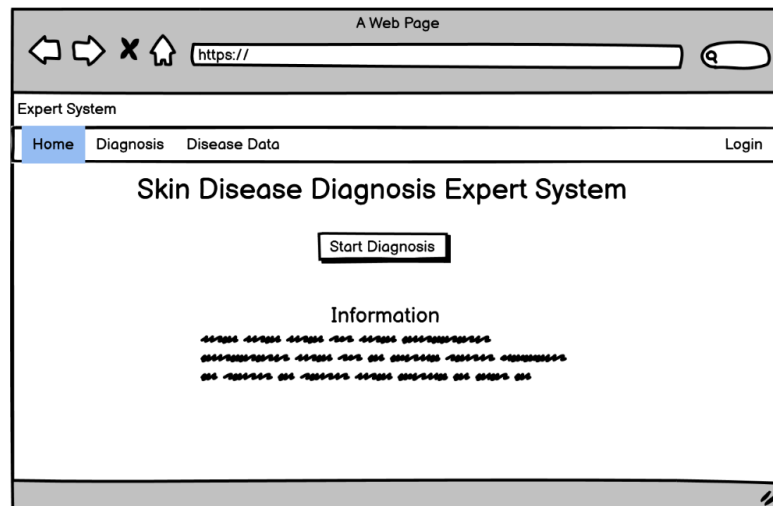 A Web Page
https://
Expert System
Home Diagnosis Disease Data Login
Skin Disease Diagnosis Expert System
Start Diagnosis
Information